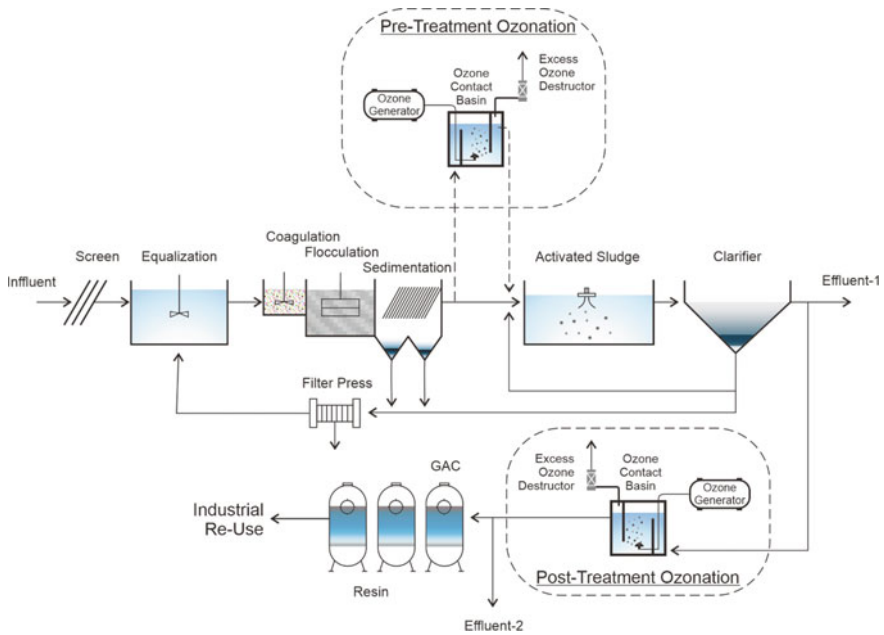 Pre-Treatment Ozonation
Ozone
Generator
Ozone
Contact
Basin
Excess
Ozone
Destructor
Inffluent
Screen
Equalization
Coagulation
Flocculation
Sedimentation
Activated Sludge
Clarifier
Effluent-1
Filter Press
GAC
Industrial
Re-Use
Resin
Effluent-2
Excess
Ozone
Destructor
Ozone
Contact
Basin
Ozone
Generator
Post-Treatment Ozonation